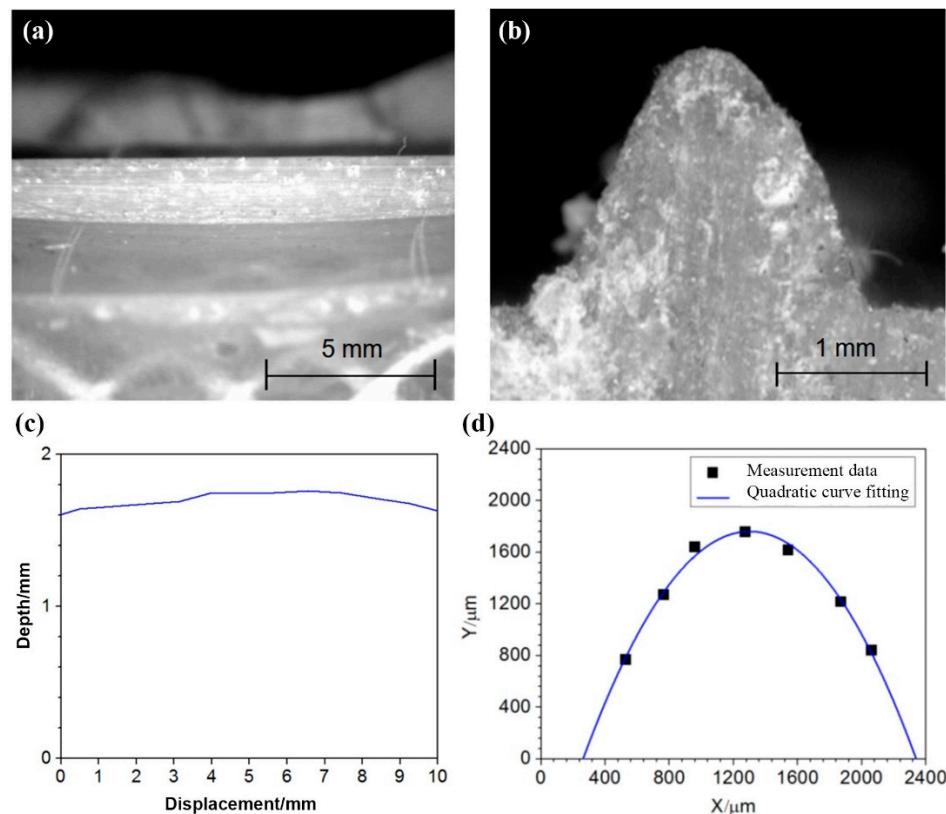 (a)
5 mm
(b)
1 mm
(c)
2
1
0
Depth/mm
0 1 2 3 4 5 6 7 8 9 10
Displacement/mm
(d)
2400
2000
1600
1200
800
400
0
Y/μm
Measurement data
Quadratic curve fitting
0 400 800 1200 1600 2000 2400
X/μm